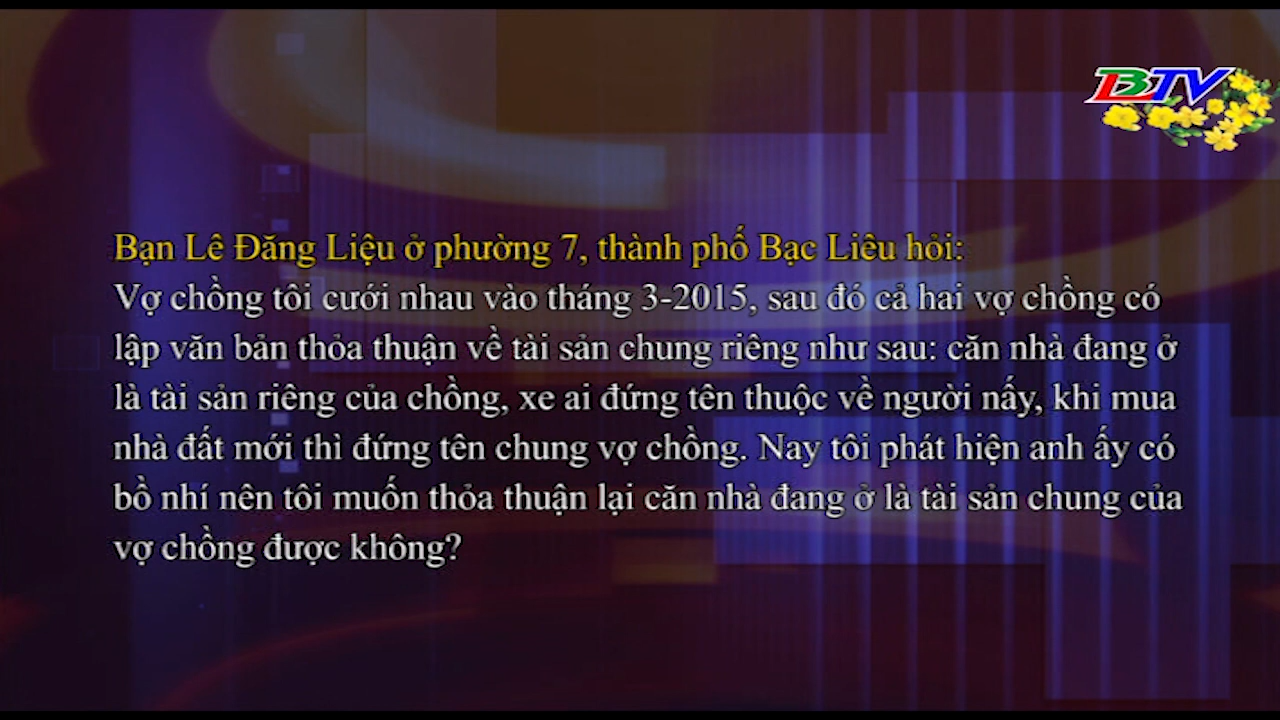 BTV
Bạn Lê Đăng Liệu ở phường 7, thành phố Bạc Liêu hỏi:
Vợ chồng tôi cưới nhau vào tháng 3-2015, sau đó cả hai vợ chồng có
lập văn bản thỏa thuận về tài sản chung riêng như sau: căn nhà đang ở
là tài sản riêng của chồng, xe ai đứng tên thuộc về người nấy, khi mua
nhà đất mới thì đứng tên chung vợ chồng. Nay tôi phát hiện anh ấy có
bồ nhí nên tôi muốn thỏa thuận lại căn nhà đang ở là tài sản chung của
vợ chồng được không?